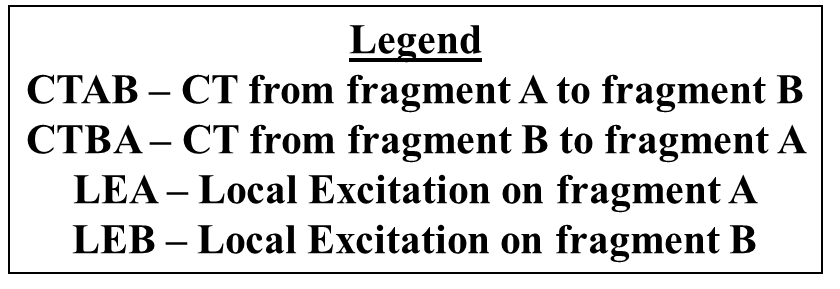 Legend
CTAB – CT from fragment A to fragment B
CTBA – CT from fragment B to fragment A
LEA – Local Excitation on fragment A
LEB – Local Excitation on fragment B